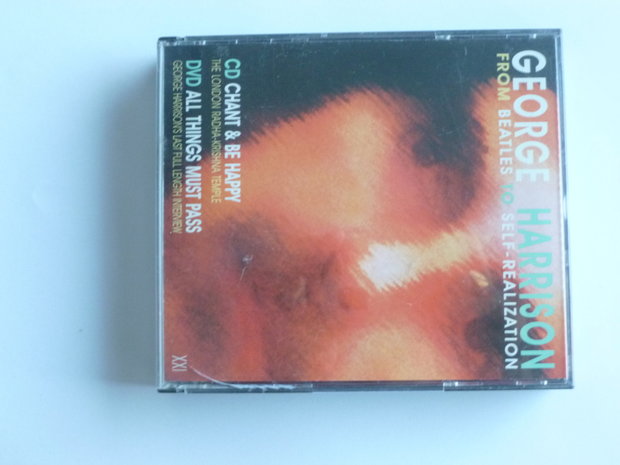 GEORGE HARRISON
FROM BEATLES TO SELF-REALIZATION
CD CHANT & BE HAPPY
THE LONDON RADHA-KRISHNA TEMPLE
DVD ALL THINGS MUST PASS
GEORGE HARRISON'S LAST FULL LENGTH INTERVIEW
XXI